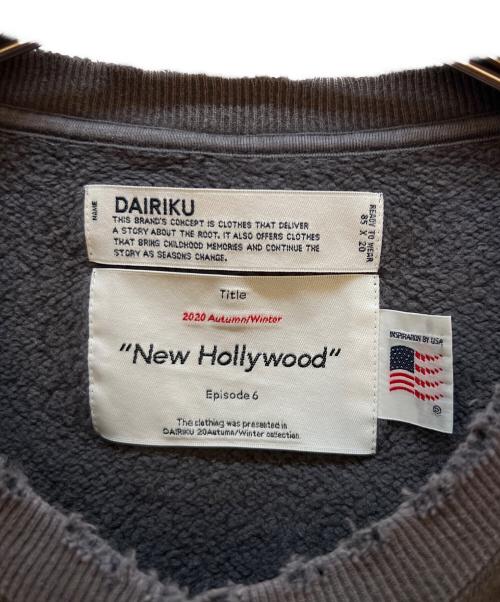 NAME
DAIRIKU
THIS BRAND'S CONCEPT IS CLOTHES THAT DELIVER
A STORY ABOUT THE ROOT. IT ALSO OFFERS CLOTHES
THAT BRING CHILDHOOD MEMORIES AND CONTINUE THE
STORY AS SEASONS CHANGE.
READY TO WEAR
85 X 20
Title
2020 Autumn/Winter
"New Hollywood"
Episode 6
The clothing was presented in
DAIRIKU 20Autumn/Winter collection.
INSPIRATION BY USA